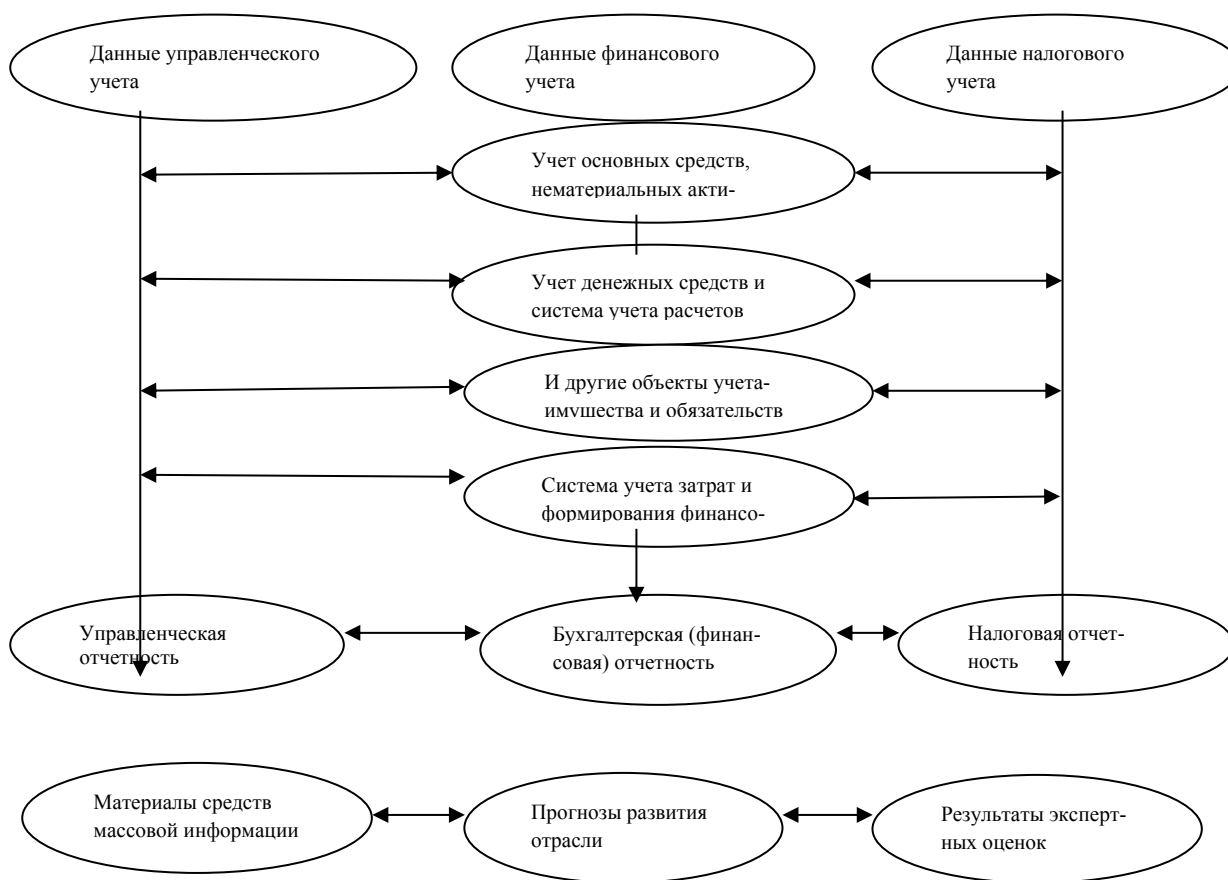 Данные управленческого
учета
Данные финансового
учета
Данные налогового
учета
Учет основных средств,
нематериальных акти-
Учет денежных средств и
система учета расчетов
И другие объекты учета-
имущества и обязательств
Система учета затрат и
формирования финансо-
Управленческая
отчетность
Бухгалтерская (финан-
совая) отчетность
Налоговая отчет-
ность
Материалы средств
массовой информации
Прогнозы развития
отрасли
Результаты эксперт-
ных оценок